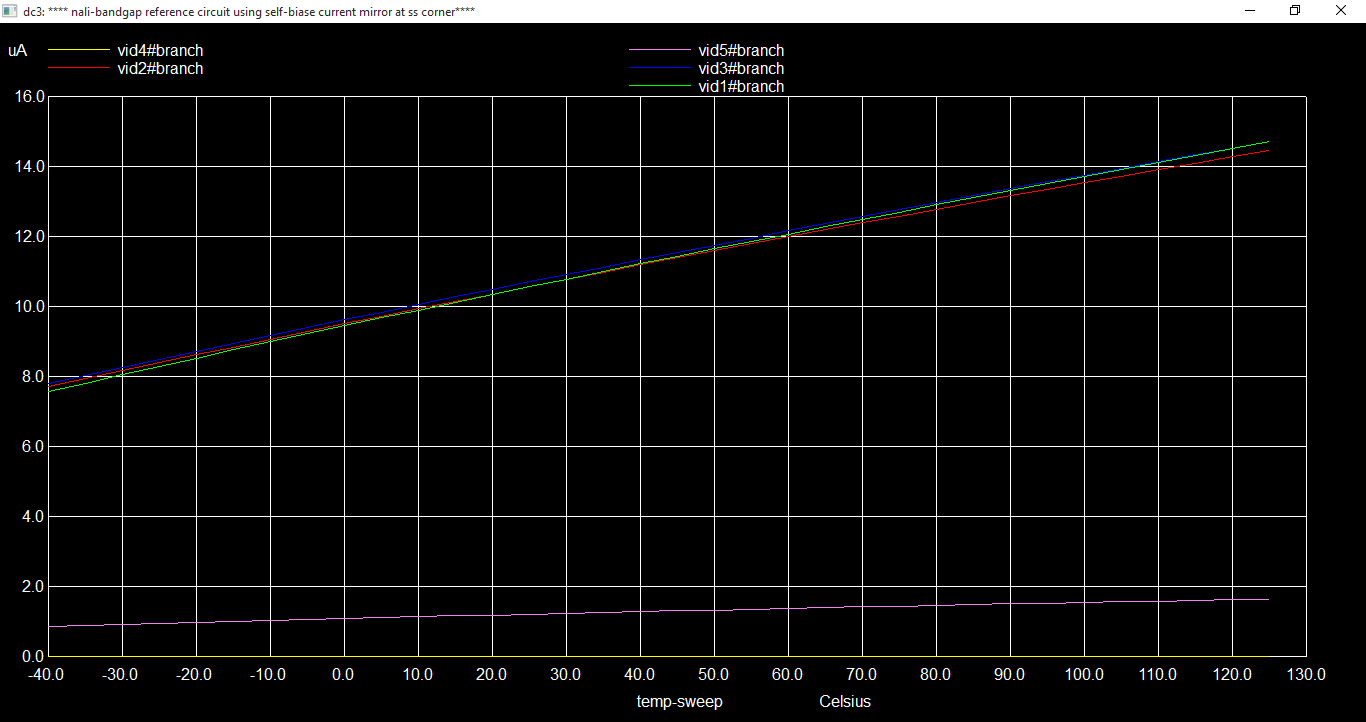 dc3: **** nali-bandgap reference circuit using self-biase current mirror at ss corner****
uA
vid4#branch
vid5#branch
vid2#branch
vid3#branch
vid1#branch
16.0
14.0
12.0
10.0
8.0
6.0
4.0
2.0
0.0
-40.0 -30.0 -20.0 -10.0 0.0 10.0 20.0 30.0 40.0 50.0 60.0 70.0 80.0 90.0 100.0 110.0 120.0 130.0
temp-sweep Celsius